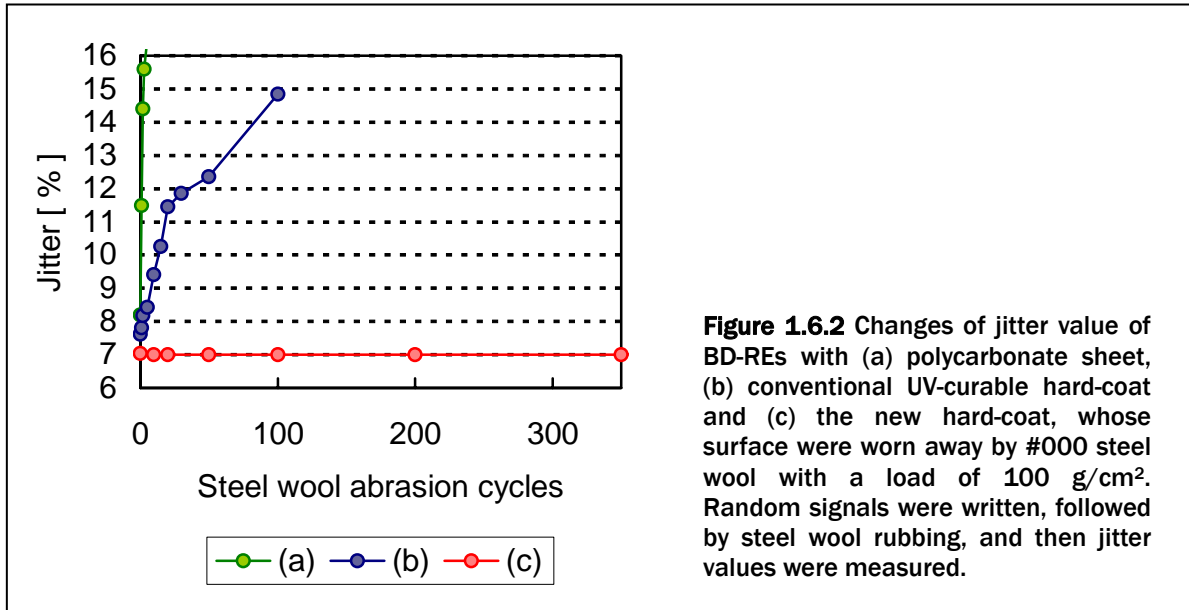 16
15
14
13
12
11
10
9
8
7
6
Jitter [ % ]
0 100 200 300
Steel wool abrasion cycles
(a) (b) (c)
Figure 1.6.2 Changes of jitter value of
BD-REs with (a) polycarbonate sheet,
(b) conventional UV-curable hard-coat
and (c) the new hard-coat, whose
surface were worn away by #000 steel
wool with a load of 100 g/cm².
Random signals were written, followed
by steel wool rubbing, and then jitter
values were measured.